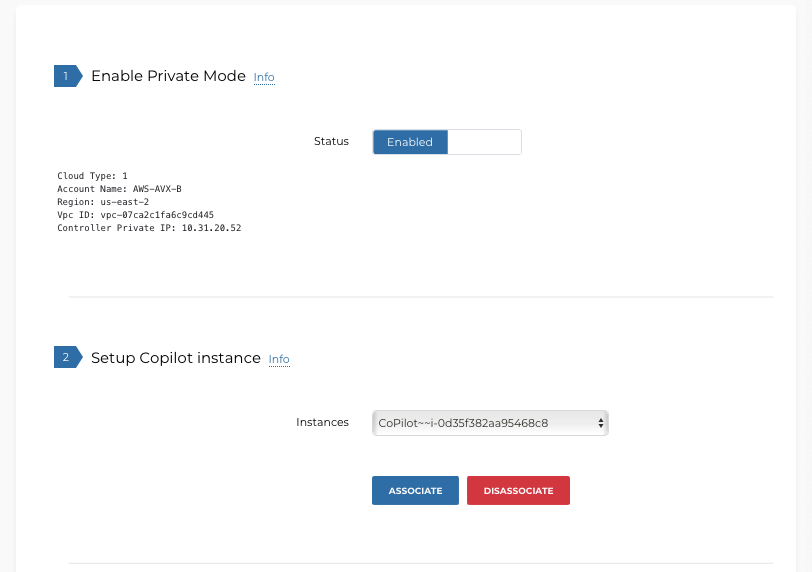 1 Enable Private Mode Info
Status Enabled
Cloud Type: 1
Account Name: AWS-AVX-B
Region: us-east-2
Vpc ID: vpc-07ca2c1fa6c9cd445
Controller Private IP: 10.31.20.52
2 Setup Copilot instance Info
Instances CoPilot~~i-0d35f382aa95468c8
ASSOCIATE DISASSOCIATE